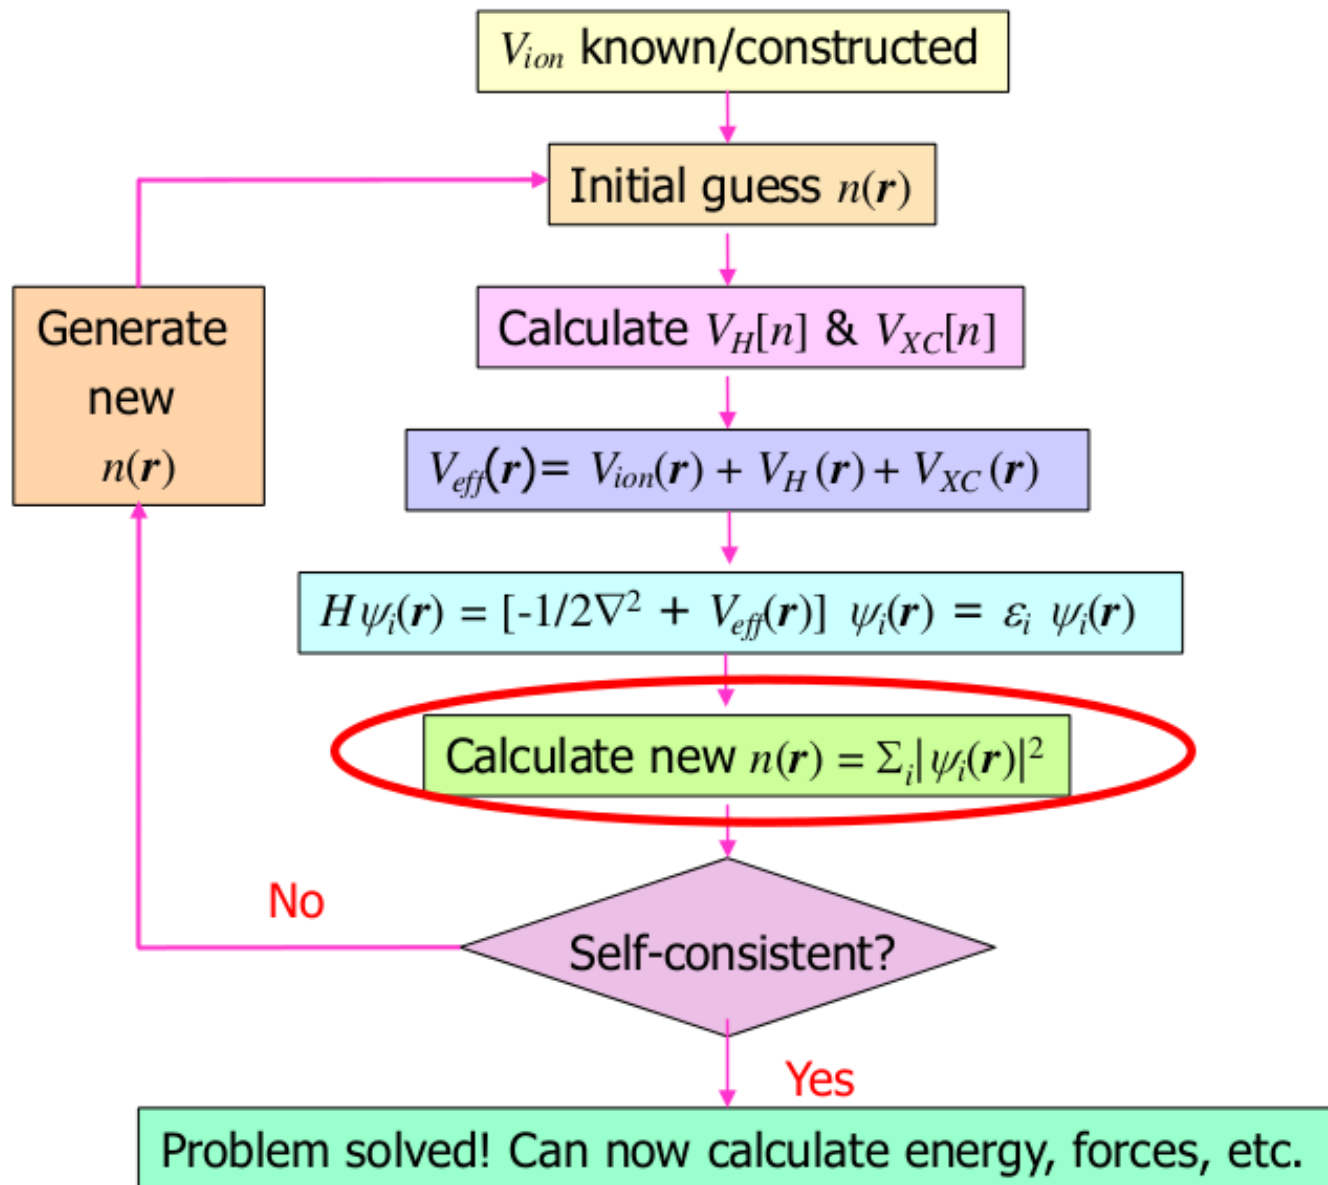 V_ion known/constructed
Initial guess n(r)
Calculate V_H[n] & V_XC[n]
V_eff(r)= V_ion(r) + V_H(r) + V_XC(r)
Hψ_i(r) = [-1/2∇² + V_eff(r)] ψ_i(r) = ε_i ψ_i(r)
Calculate new n(r) = Σ_i|ψ_i(r)|²
Self-consistent?
No
Generate
new
n(r)
Yes
Problem solved! Can now calculate energy, forces, etc.